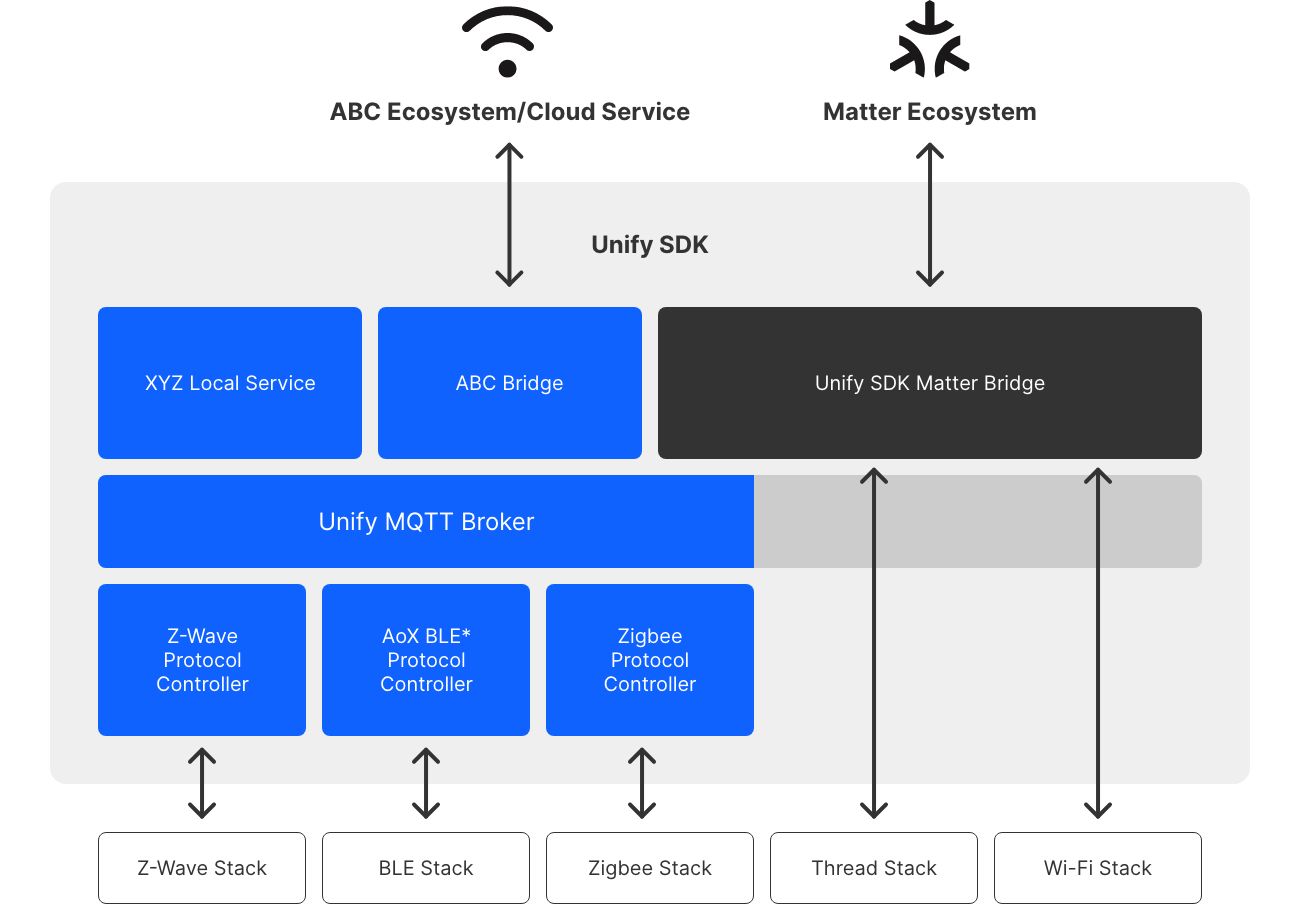 ABC Ecosystem/Cloud Service
Matter Ecosystem
Unify SDK
XYZ Local Service
ABC Bridge
Unify SDK Matter Bridge
Unify MQTT Broker
Z-Wave
Protocol
Controller
AoX BLE*
Protocol
Controller
Zigbee
Protocol
Controller
Z-Wave Stack
BLE Stack
Zigbee Stack
Thread Stack
Wi-Fi Stack